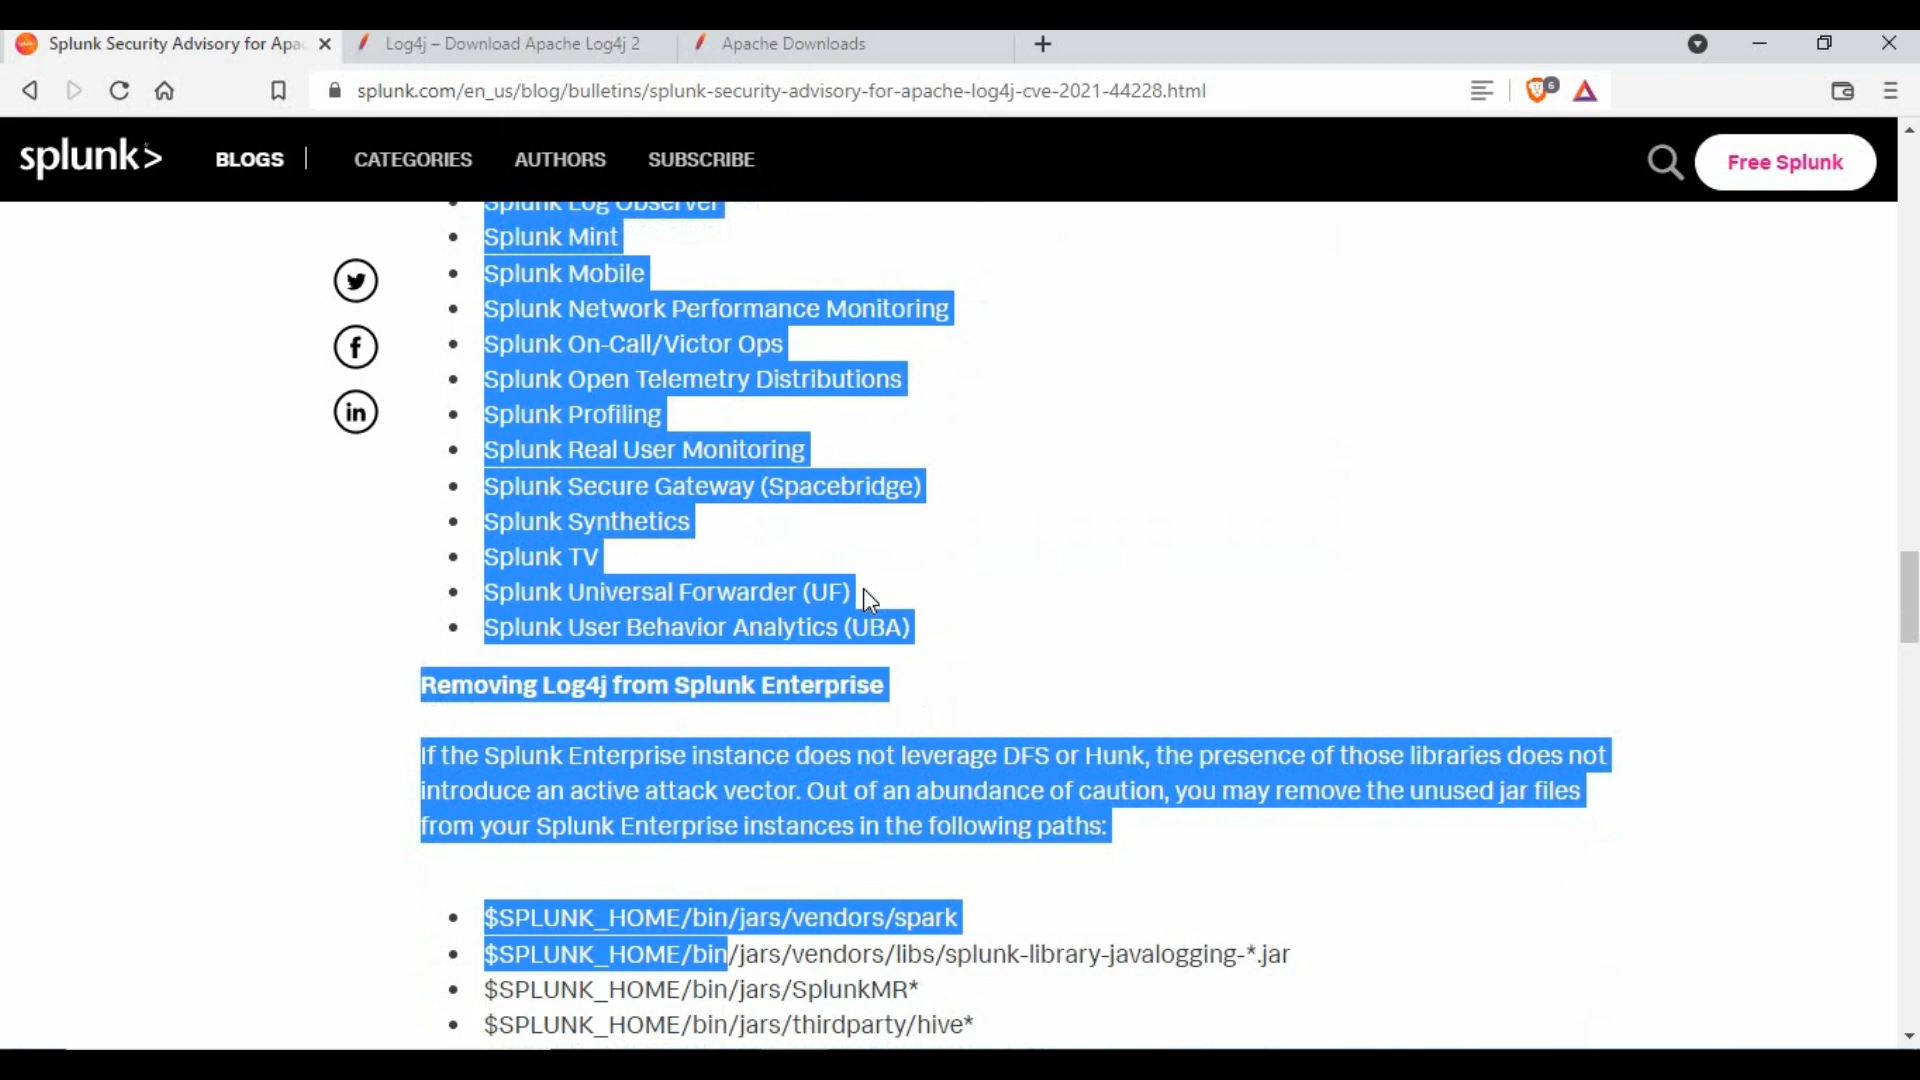 Splunk Security Advisory for Apa
Log4j – Download Apache Log4j 2
Apache Downloads
splunk.com/en_us/blog/bulletins/splunk-security-advisory-for-apache-log4j-cve-2021-44228.html
6
splunk>
BLOGS
CATEGORIES
AUTHORS
SUBSCRIBE
Free Splunk
Splunk Log Observer
Splunk Mint
Splunk Mobile
Splunk Network Performance Monitoring
Splunk On-Call/Victor Ops
Splunk Open Telemetry Distributions
Splunk Profiling
Splunk Real User Monitoring
Splunk Secure Gateway (Spacebridge)
Splunk Synthetics
Splunk TV
Splunk Universal Forwarder (UF)
Splunk User Behavior Analytics (UBA)
Removing Log4j from Splunk Enterprise
If the Splunk Enterprise instance does not leverage DFS or Hunk, the presence of those libraries does not
introduce an active attack vector. Out of an abundance of caution, you may remove the unused jar files
from your Splunk Enterprise instances in the following paths:
$SPLUNK_HOME/bin/jars/vendors/spark
$SPLUNK_HOME/bin/jars/vendors/libs/splunk-library-javalogging-*.jar
$SPLUNK_HOME/bin/jars/SplunkMR*
$SPLUNK_HOME/bin/jars/thirdparty/hive*